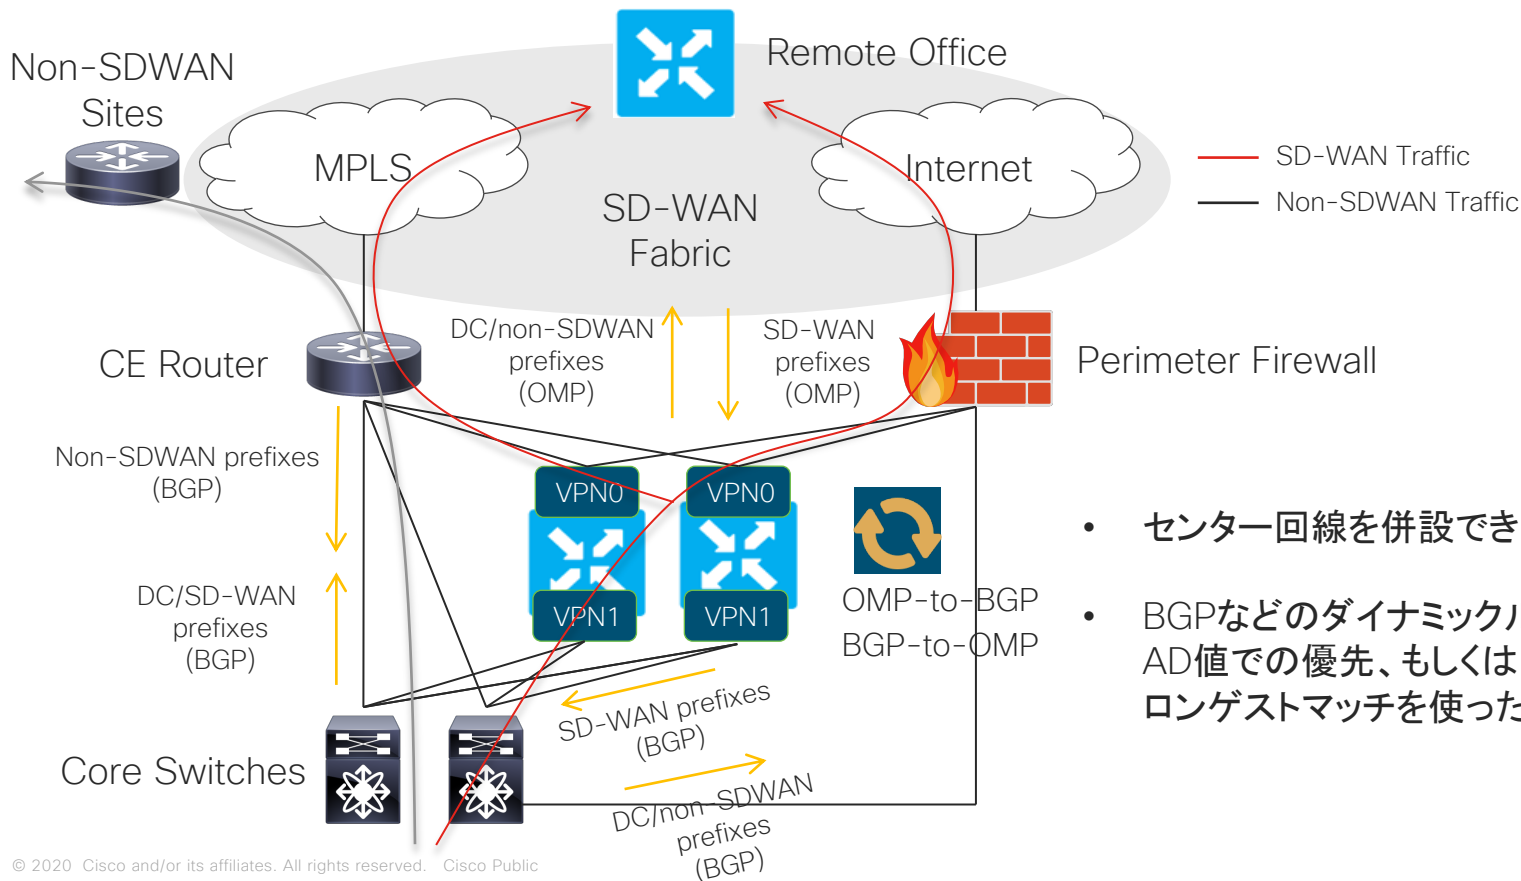 Non-SDWAN
Sites
Remote Office
MPLS
Internet
SD-WAN
Fabric
SD-WAN Traffic
Non-SDWAN Traffic
DC/non-SDWAN
prefixes
(OMP)
SD-WAN
prefixes
(OMP)
CE Router
Perimeter Firewall
Non-SDWAN prefixes
(BGP)
VPN0
VPN0
DC/SD-WAN
prefixes
(BGP)
VPN1
VPN1
OMP-to-BGP
BGP-to-OMP
• センター回線を併設でき
• BGPなどのダイナミック
AD値での優先、もしくは
ロンゲストマッチを使った
SD-WAN prefixes
(BGP)
Core Switches
DC/non-SDWAN
prefixes
(BGP)
© 2020 Cisco and/or its affiliates. All rights reserved. Cisco Public